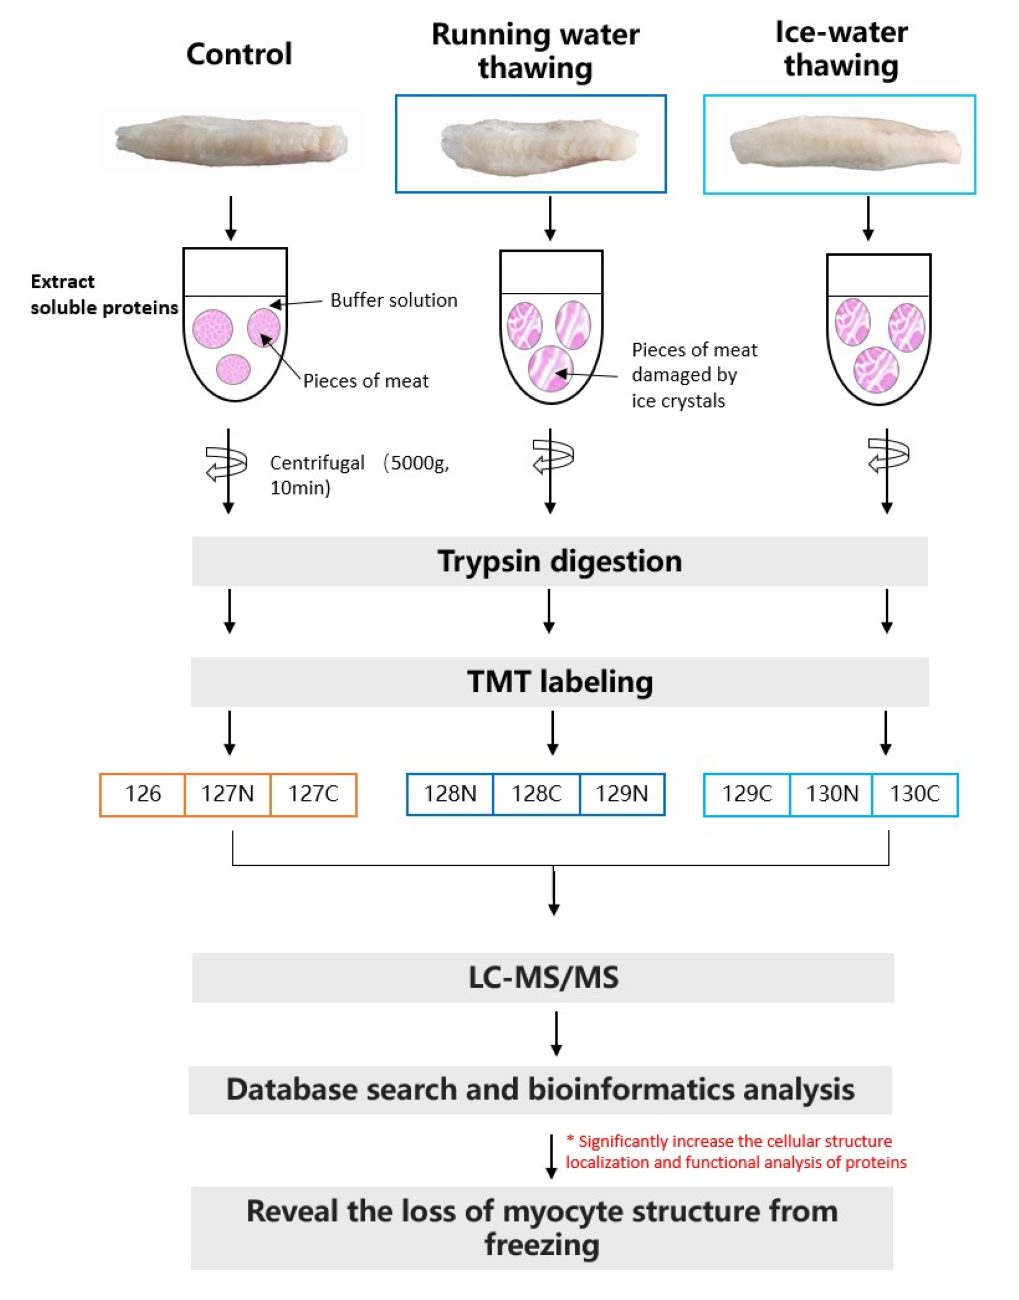 Control
Running water
thawing
Ice-water
thawing
Extract
soluble proteins
Buffer solution
Pieces of meat
Pieces of meat
damaged by
ice crystals
Centrifugal （5000g,
10min)
Trypsin digestion
TMT labeling
126 127N 127C 128N 128C 129N 129C 130N 130C
LC-MS/MS
Database search and bioinformatics analysis
* Significantly increase the cellular structure
localization and functional analysis of proteins
Reveal the loss of myocyte structure from
freezing